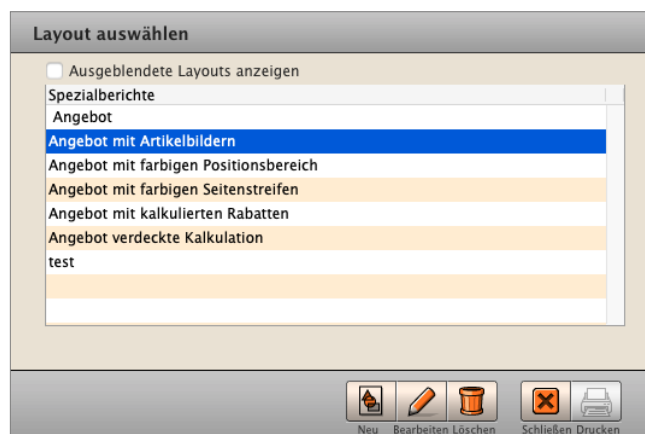 Layout auswählen
Ausgeblendete Layouts anzeigen
Spezialberichte
Angebot
Angebot mit Artikelbildern
Angebot mit farbigen Positionsbereich
Angebot mit farbigen Seitenstreifen
Angebot mit kalkulierten Rabatten
Angebot verdeckte Kalkulation
test
Neu Bearbeiten Löschen Schließen Drucken